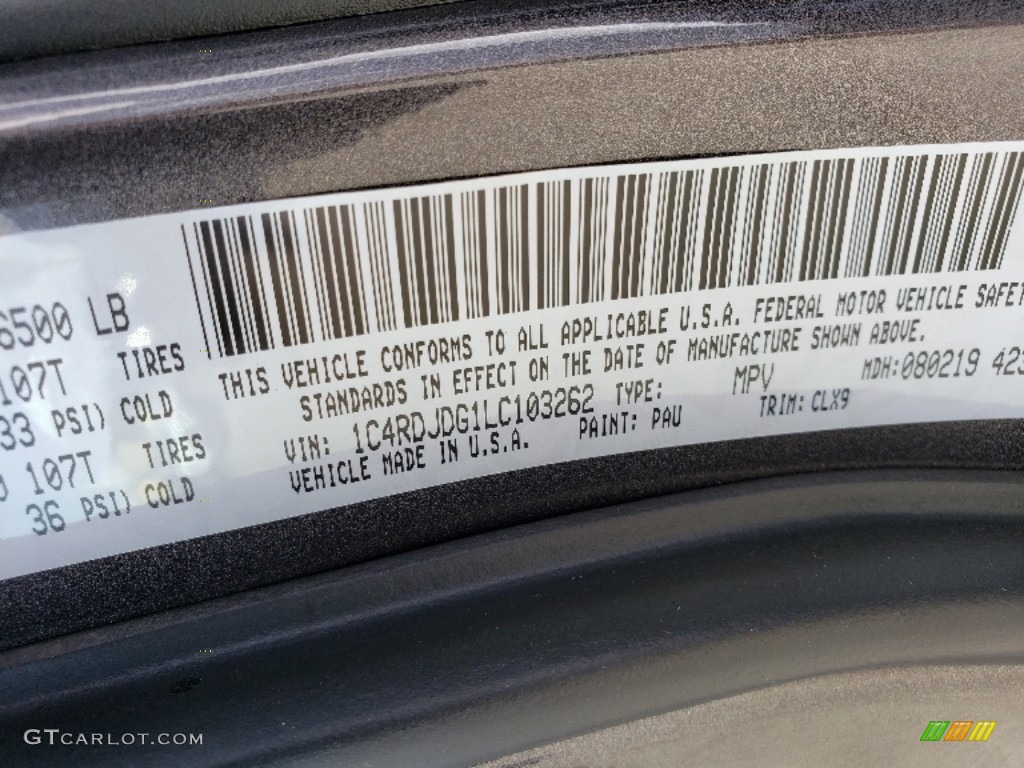 6500 LB
107T TIRES
33 PSI) COLD
107T TIRES
36 PSI) COLD
THIS VEHICLE CONFORMS TO ALL APPLICABLE U.S.A. FEDERAL MOTOR VEHICLE SAFET
STANDARDS IN EFFECT ON THE DATE OF MANUFACTURE SHOWN ABOVE.
VIN: 1C4RDJDG1LC103262 TYPE: MPV MDH:080219 423
VEHICLE MADE IN U.S.A. PAINT: PAU TRIM: CLX9
GTCARLOT.COM